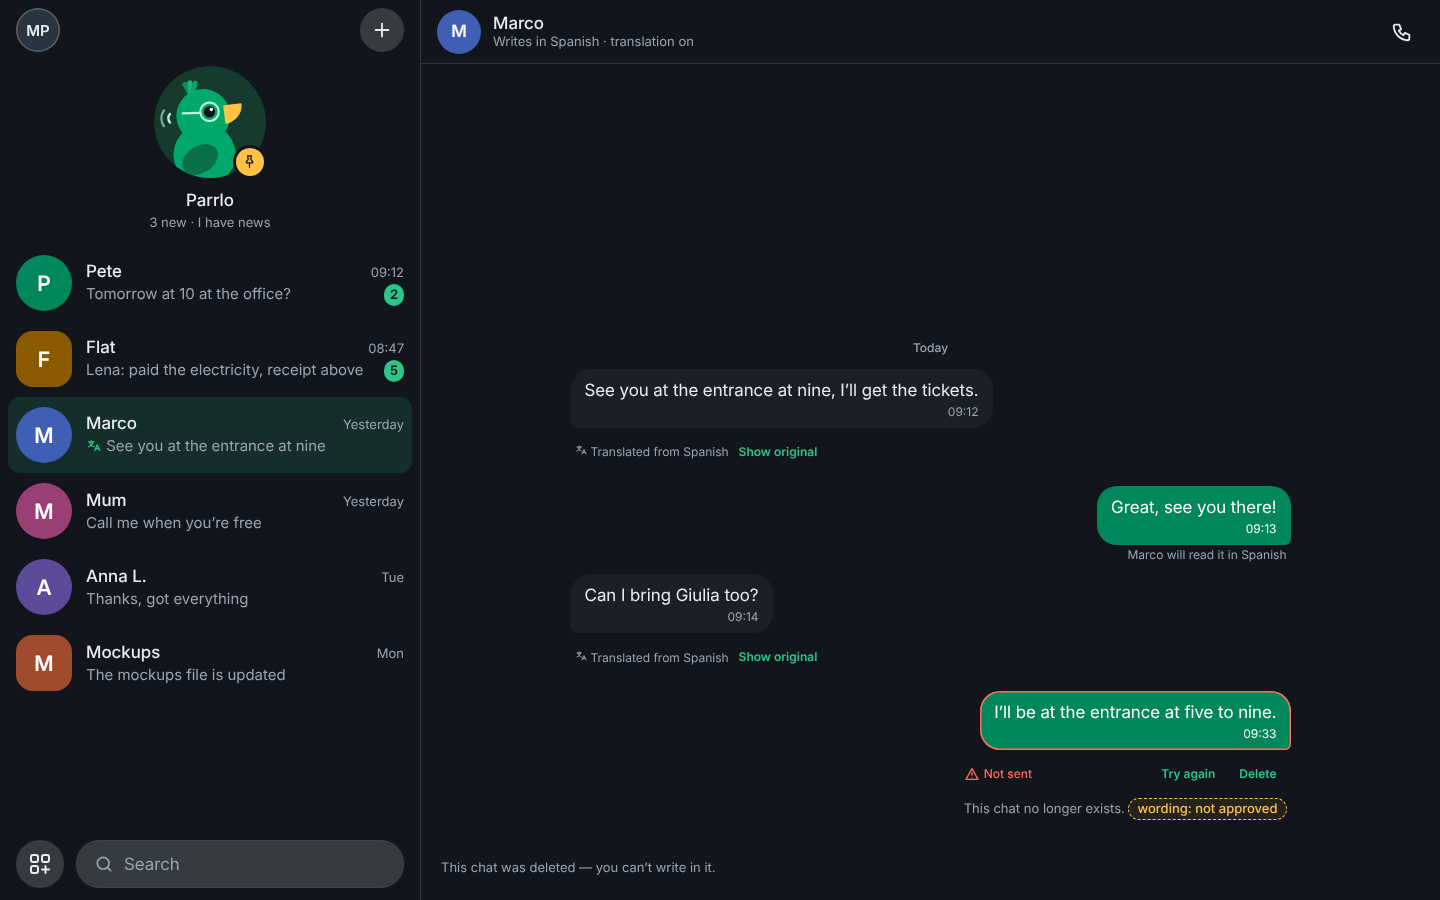 MP
Parrlo
3 new · I have news
P
Pete
09:12
Tomorrow at 10 at the office?
2
F
Flat
08:47
Lena: paid the electricity, receipt above
5
M
Marco
Yesterday
See you at the entrance at nine
M
Mum
Yesterday
Call me when you’re free
A
Anna L.
Tue
Thanks, got everything
M
Mockups
Mon
The mockups file is updated
Search
M
Marco
Writes in Spanish · translation on
Today
See you at the entrance at nine, I’ll get the tickets.
09:12
Translated from Spanish Show original
Great, see you there!
09:13
Marco will read it in Spanish
Can I bring Giulia too?
09:14
Translated from Spanish Show original
I’ll be at the entrance at five to nine.
09:33
Not sent Try again Delete
This chat no longer exists. wording: not approved
This chat was deleted — you can’t write in it.